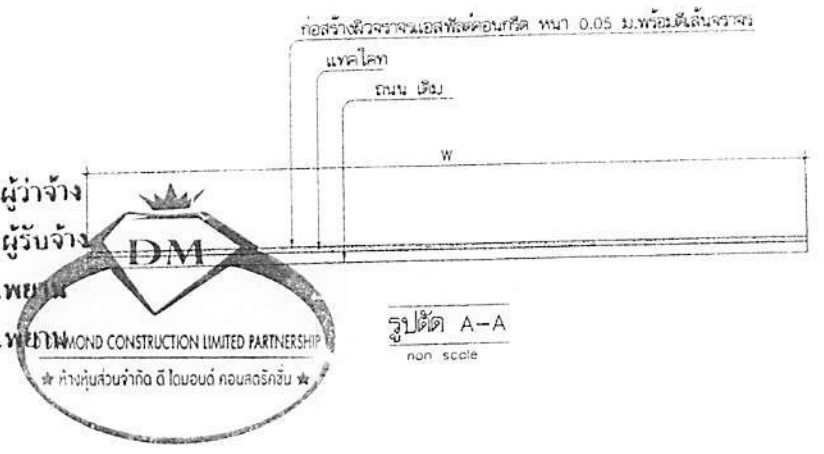 ก่อสร้างผิวจราจรแอสฟัลต์คอนกรีต หนา 0.05 ม.พร้อมตีเส้นจราจร
แทคโคท
ถนน เดิม
W
ผู้ว่าจ้าง
ผู้รับจ้าง
DM
พยาน
พยาน
DIAMOND CONSTRUCTION LIMITED PARTNERSHIP
ห้างหุ้นส่วนจำกัด ดี ไดมอนด์ คอนสตรัคชั่น
รูปตัด A-A
non scale